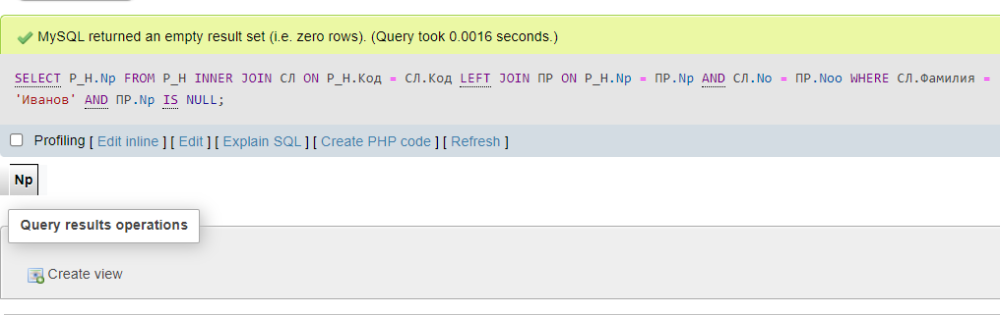 MySQL returned an empty result set (i.e. zero rows). (Query took 0.0016 seconds.)
SELECT P_H.Np FROM P_H INNER JOIN СЛ ON P_H.Код = СЛ.Код LEFT JOIN ПР ON P_H.Np = ПР.Np AND СЛ.No = ПР.Noo WHERE СЛ.Фамилия =
'Иванов' AND ПР.Np IS NULL;
Profiling [ Edit inline ] [ Edit ] [ Explain SQL ] [ Create PHP code ] [ Refresh ]
Np
Query results operations
Create view